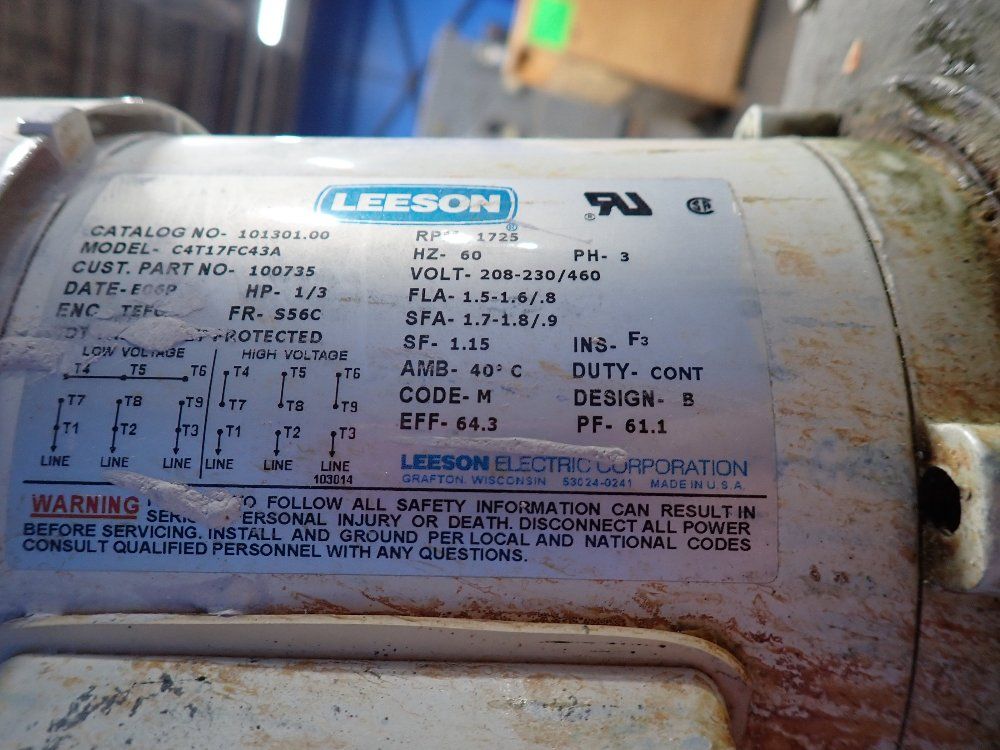 LEESON
®
CATALOG NO- 101301.00
MODEL- C4T17FC43A
CUST. PART NO- 100735
HP- 1/3
ENC TEFC FR- S56C
PROTECTED
RPM 1725
HZ- 60 PH- 3
VOLT- 208-230/460
FLA- 1.5-1.6/.8
SFA- 1.7-1.8/.9
SF- 1.15 INS- F3
AMB- 40° C DUTY- CONT
CODE- M DESIGN- B
EFF- 64.3 PF- 61.1
LOW VOLTAGE HIGH VOLTAGE
T4 T5 T6 T4 T5 T6
T7 T8 T9 T7 T8 T9
T1 T2 T3 T1 T2 T3
LINE LINE LINE LINE LINE LINE
103014
LEESON ELECTRIC CORPORATION
GRAFTON, WISCONSIN 53024-0241 MADE IN U.S.A.
WARNING TO FOLLOW ALL SAFETY INFORMATION CAN RESULT IN
SERIOUS PERSONAL INJURY OR DEATH. DISCONNECT ALL POWER
BEFORE SERVICING. INSTALL AND GROUND PER LOCAL AND NATIONAL CODES
CONSULT QUALIFIED PERSONNEL WITH ANY QUESTIONS.